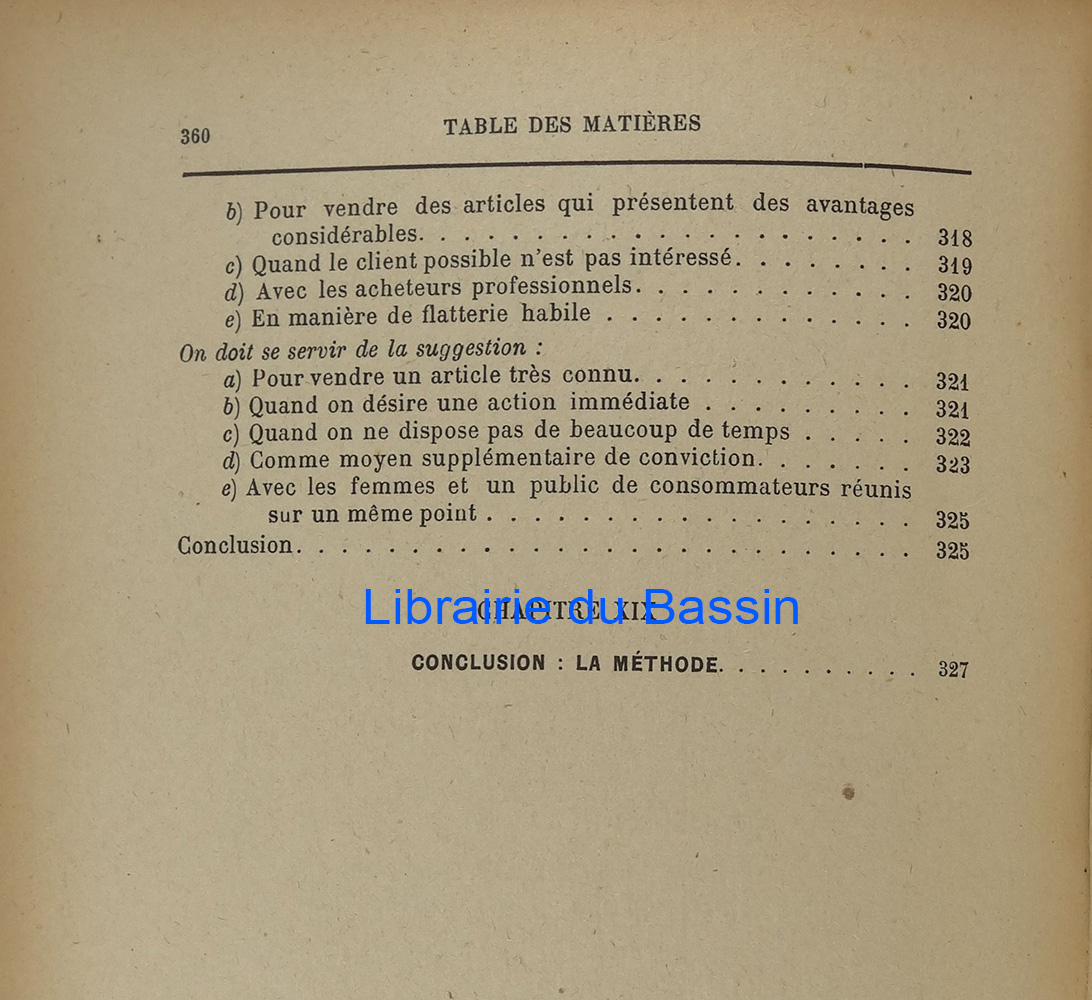 360
TABLE DES MATIÈRES
b) Pour vendre des articles qui présentent des avantages
considérables. . . . . . . . . . . . . . . . . . . . 318
c) Quand le client possible n'est pas intéressé. . . . . . . . 319
d) Avec les acheteurs professionnels. . . . . . . . . . . . 320
e) En manière de flatterie habile . . . . . . . . . . . . . 320
On doit se servir de la suggestion :
a) Pour vendre un article très connu. . . . . . . . . . . . 321
b) Quand on désire une action immédiate . . . . . . . . . 321
c) Quand on ne dispose pas de beaucoup de temps . . . . . 322
d) Comme moyen supplémentaire de conviction. . . . . . . 323
e) Avec les femmes et un public de consommateurs réunis
sur un même point . . . . . . . . . . . . . . . . . . 325
Conclusion. . . . . . . . . . . . . . . . . . . . . . . . . . 325
CHAPITRE XIX
Librairie du Bassin
CONCLUSION : LA MÉTHODE. . . . . . . . . . 327